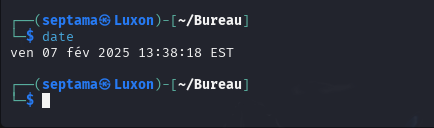 ┌──(septama㉿Luxon)-[~/Bureau]
└─$ date
ven 07 fév 2025 13:38:18 EST
┌──(septama㉿Luxon)-[~/Bureau]
└─$